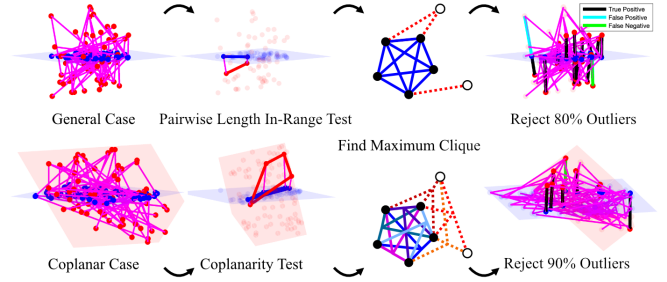 True Positive
False Positive
False Negative
General Case
Pairwise Length In-Range Test
Reject 80% Outliers
Find Maximum Clique
Coplanar Case
Coplanarity Test
Reject 90% Outliers